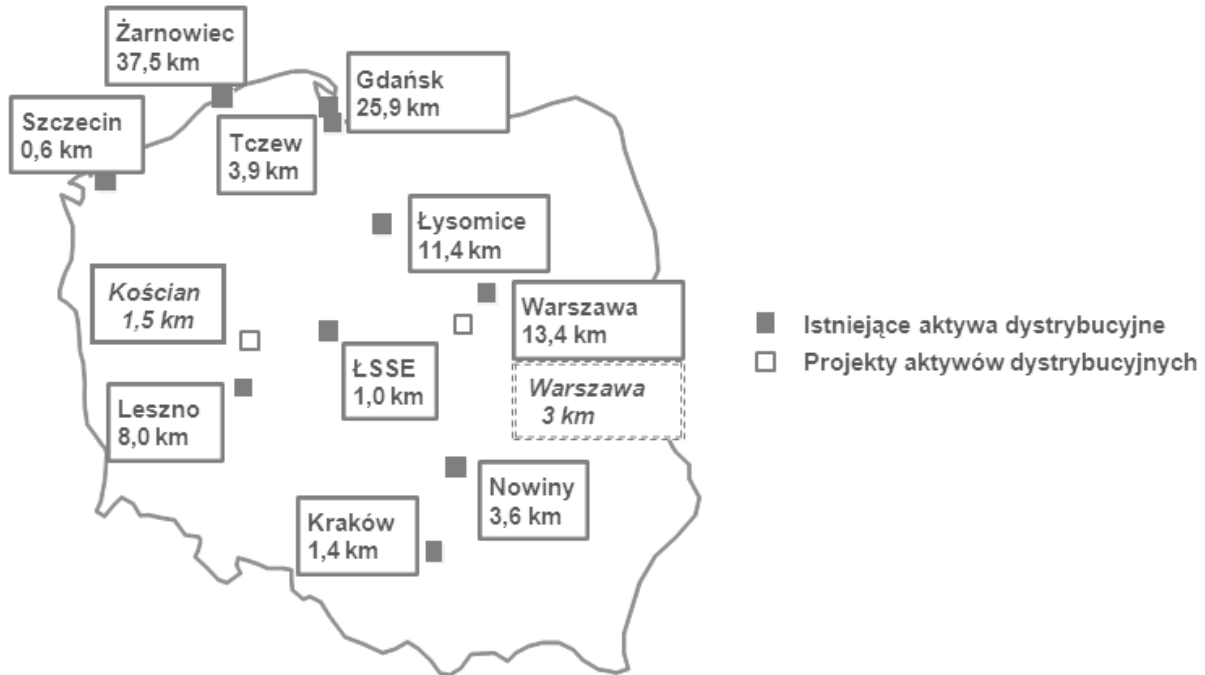 Żarnowiec
37,5 km
Gdańsk
25,9 km
Szczecin
0,6 km
Tczew
3,9 km
Łysomice
11,4 km
Kościan
1,5 km
Warszawa
13,4 km
Warszawa
3 km
ŁSSE
1,0 km
Leszno
8,0 km
Nowiny
3,6 km
Kraków
1,4 km
Istniejące aktywa dystrybucyjne
Projekty aktywów dystrybucyjnych